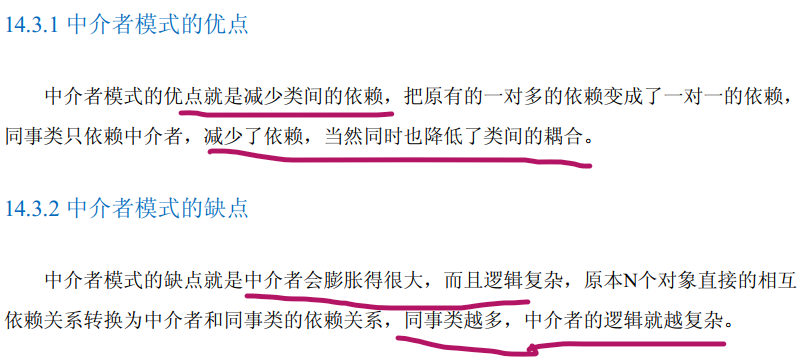 14.3.1 中介者模式的优点
中介者模式的优点就是减少类间的依赖，把原有的一对多的依赖变成了一对一的依赖，
同事类只依赖中介者，减少了依赖，当然同时也降低了类间的耦合。
14.3.2 中介者模式的缺点
中介者模式的缺点就是中介者会膨胀得很大，而且逻辑复杂，原本N个对象直接的相互
依赖关系转换为中介者和同事类的依赖关系，同事类越多，中介者的逻辑就越复杂。